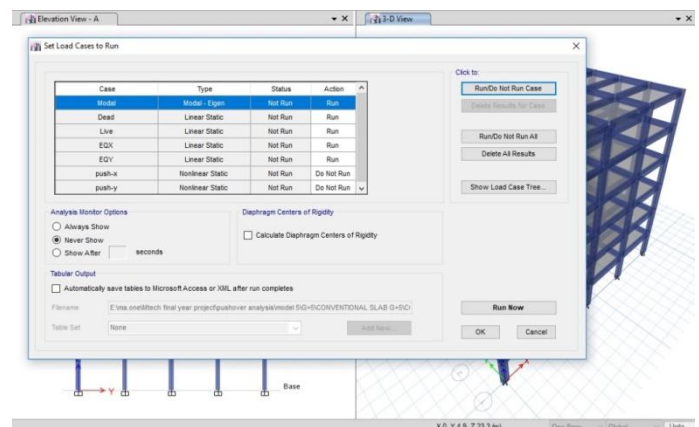 Elevation View - A
3-D View
Set Load Cases to Run
Click to:
Case Type Status Action
Modal Modal - Eigen Not Run Run
Dead Linear Static Not Run Run
Live Linear Static Not Run Run
EQX Linear Static Not Run Run
EQY Linear Static Not Run Run
push-x Nonlinear Static Not Run Do Not Run
push-y Nonlinear Static Not Run Do Not Run
Run/Do Not Run Case
Delete Results for Case
Run/Do Not Run All
Delete All Results
Show Load Case Tree...
Analysis Monitor Options
Always Show
Never Show
Show After seconds
Diaphragm Centers of Rigidity
Calculate Diaphragm Centers of Rigidity
Tabular Output
Automatically save tables to Microsoft Access or XML after run completes
Filename
Table Set None Add New...
Run Now
OK Cancel
Y
Base
Global Units